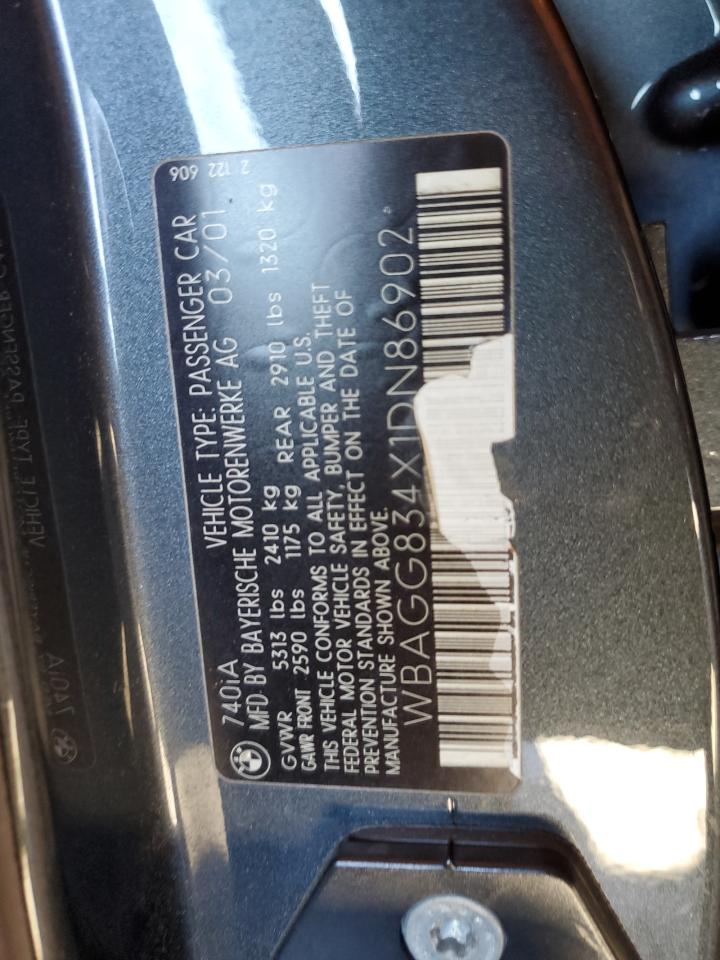 740iA VEHICLE TYPE: PASSENGER CAR
MFD BY BAYERISCHE MOTORENWERKE AG 03/01
GVWR 5313 lbs 2410 kg
GAWR FRONT 2590 lbs 1175 kg REAR 2910 lbs 1320 kg
THIS VEHICLE CONFORMS TO ALL APPLICABLE U.S.
FEDERAL MOTOR VEHICLE SAFETY, BUMPER AND THEFT
PREVENTION STANDARDS IN EFFECT ON THE DATE OF
MANUFACTURE SHOWN ABOVE.
WBAGG834X1DN86902
2 122 606